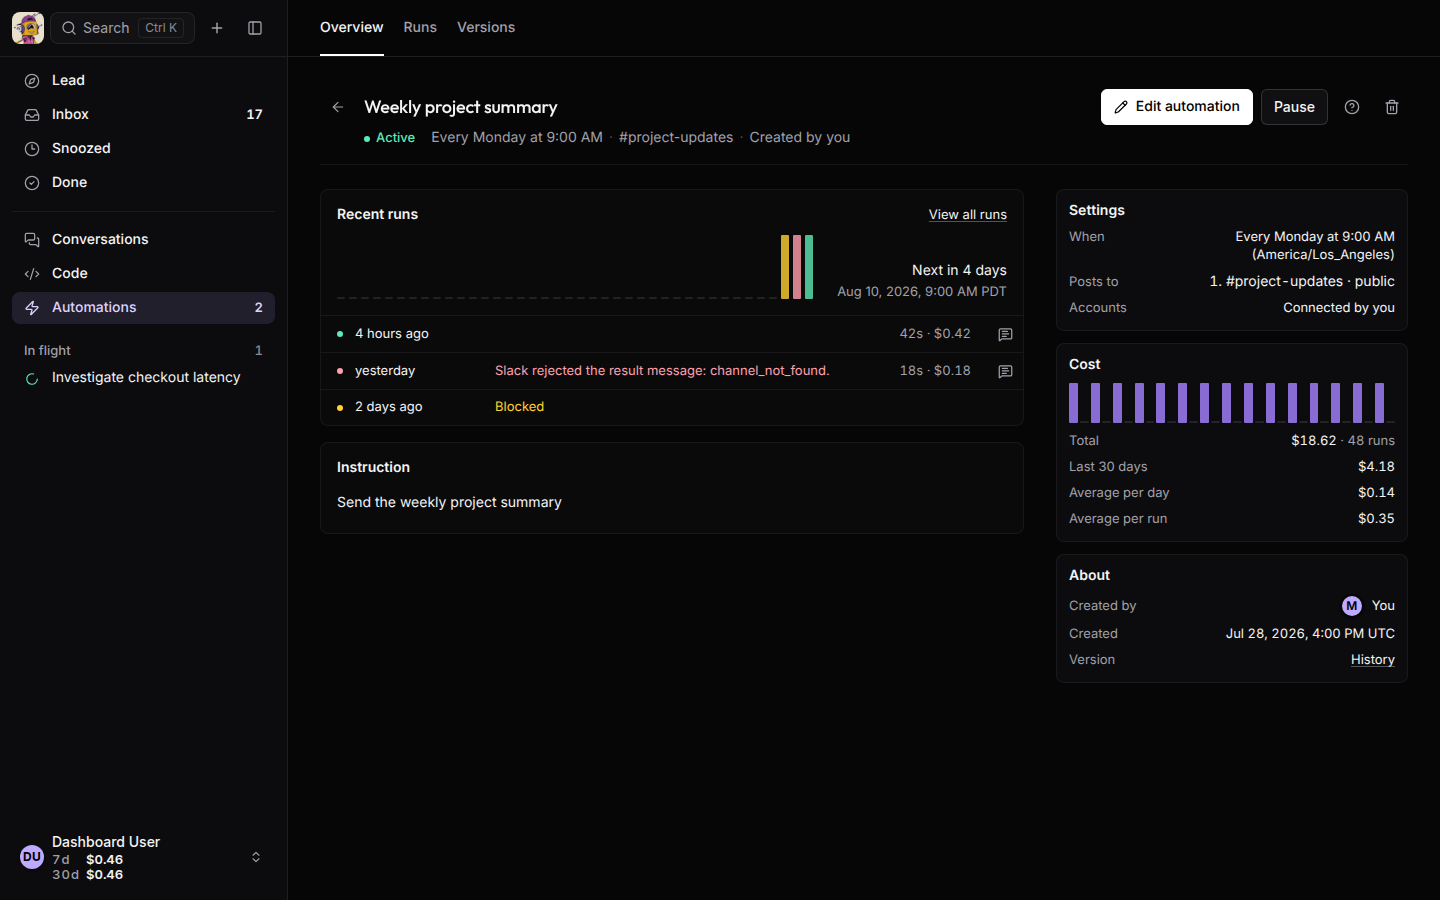 Search Ctrl K
Lead
Inbox 17
Snoozed
Done
Conversations
Code
Automations 2
In flight 1
Investigate checkout latency
DU
Dashboard User
7d $0.46
30d $0.46
Overview Runs Versions
Weekly project summary
Active Every Monday at 9:00 AM · #project-updates · Created by you
Edit automation
Pause
Recent runs View all runs
Next in 4 days
Aug 10, 2026, 9:00 AM PDT
4 hours ago 42s · $0.42
yesterday Slack rejected the result message: channel_not_found. 18s · $0.18
2 days ago Blocked
Instruction
Send the weekly project summary
Settings
When Every Monday at 9:00 AM
(America/Los_Angeles)
Posts to 1. #project-updates · public
Accounts Connected by you
Cost
Total $18.62 · 48 runs
Last 30 days $4.18
Average per day $0.14
Average per run $0.35
About
Created by M You
Created Jul 28, 2026, 4:00 PM UTC
Version History